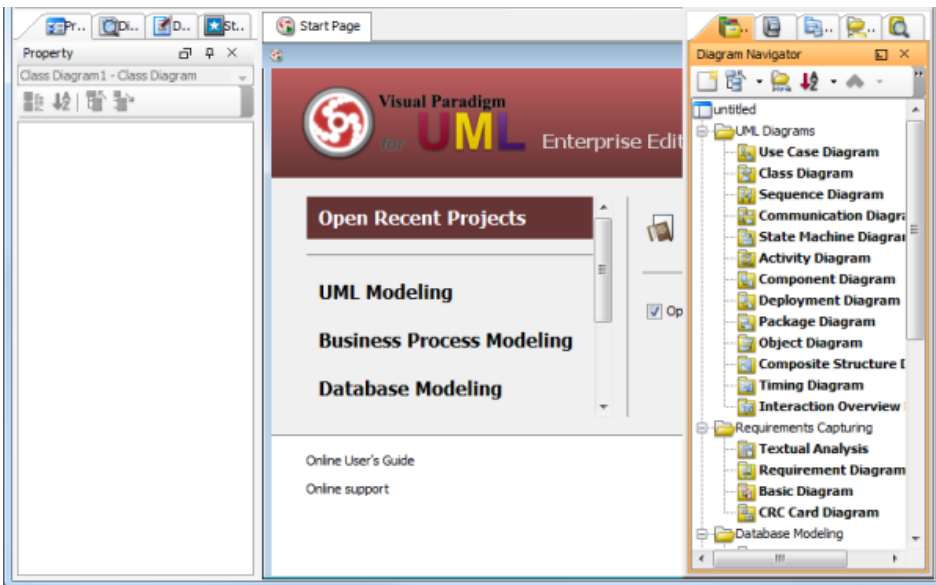 Pr.. Di... D.. St..
Property
Class Diagram1 - Class Diagram
Start Page
Visual Paradigm
for UML Enterprise Edit
Open Recent Projects
UML Modeling
Business Process Modeling
Database Modeling
Op
Online User's Guide
Online support
Diagram Navigator
untitled
UML Diagrams
Use Case Diagram
Class Diagram
Sequence Diagram
Communication Diagra
State Machine Diagra
Activity Diagram
Component Diagram
Deployment Diagram
Package Diagram
Object Diagram
Composite Structure D
Timing Diagram
Interaction Overview
Requirements Capturing
Textual Analysis
Requirement Diagram
Basic Diagram
CRC Card Diagram
Database Modeling